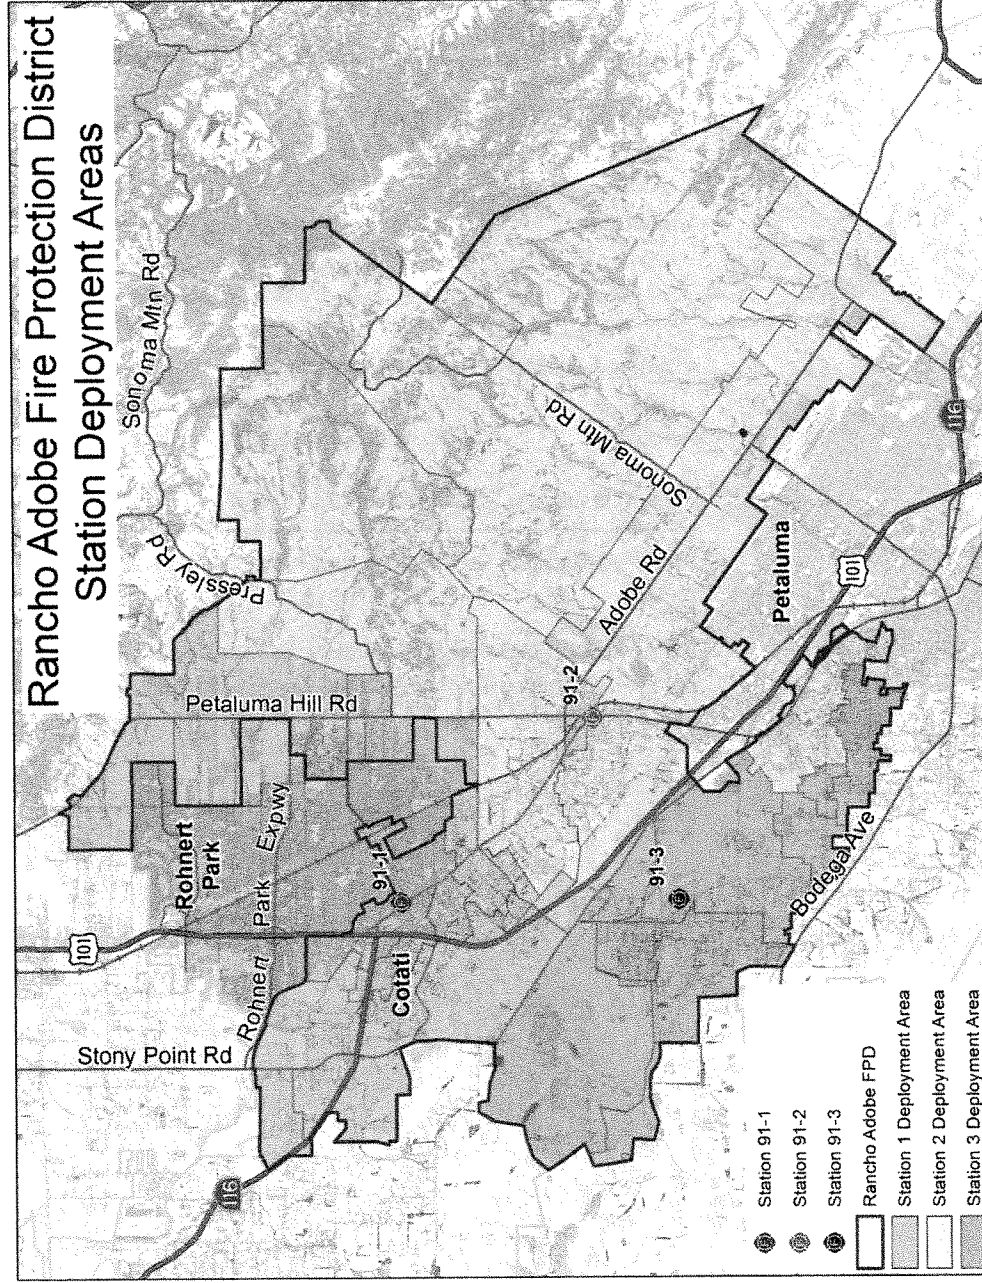 Rancho Adobe Fire Protection District
Station Deployment Areas
Sonoma Mtn Rd
Pressley Rd
Petaluma Hill Rd
Rohnert
Park
Rohnert Park Expwy
101
Stony Point Rd
116
Cotati
91-1
91-2
91-3
Adobe Rd
Sonoma Mtn Rd
Petaluma
101
116
Bodega Ave
Station 91-1
Station 91-2
Station 91-3
Rancho Adobe FPD
Station 1 Deployment Area
Station 2 Deployment Area
Station 3 Deployment Area